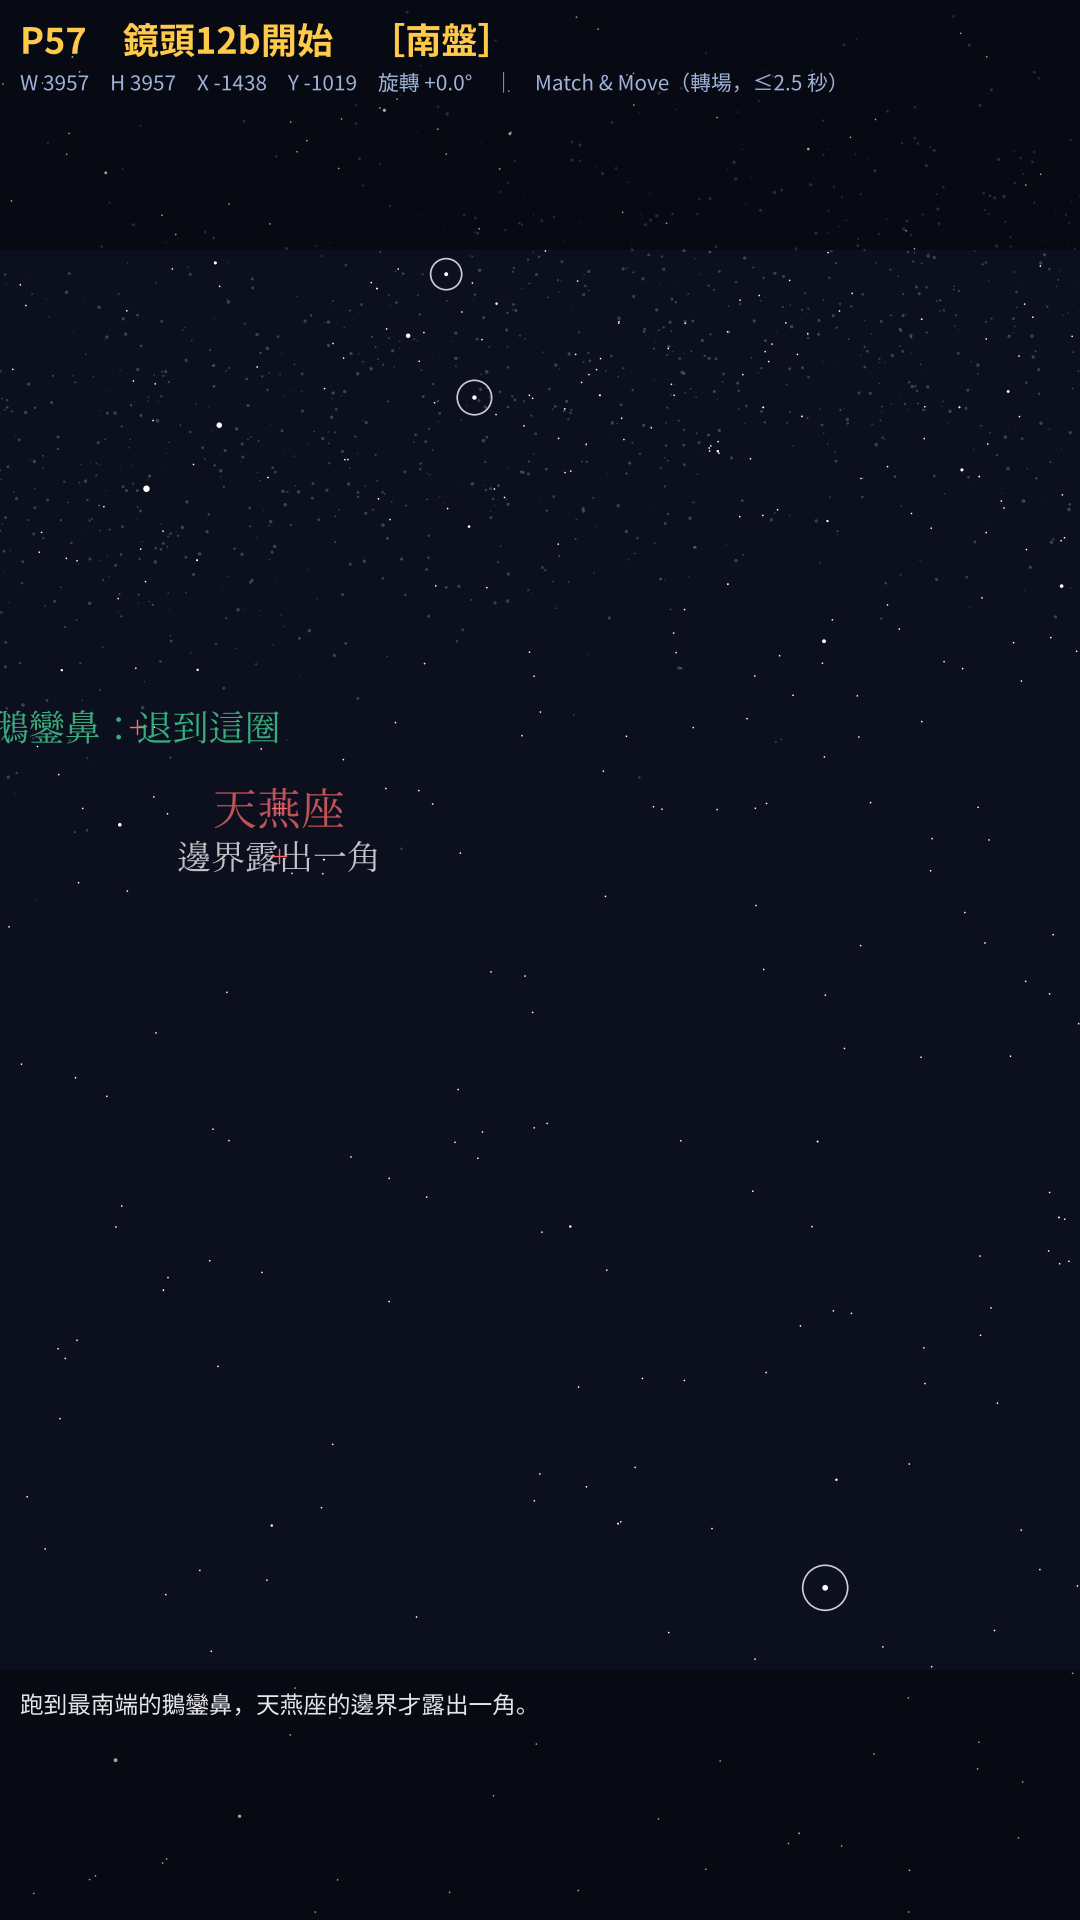 P57 鏡頭12b開始 [南盤]
W 3957 H 3957 X -1438 Y -1019 旋轉 +0.0° | Match & Move（轉場，≤2.5 秒）
鵝鑾鼻：退到這圈
天燕座
邊界露出一角
跑到最南端的鵝鑾鼻，天燕座的邊界才露出一角。